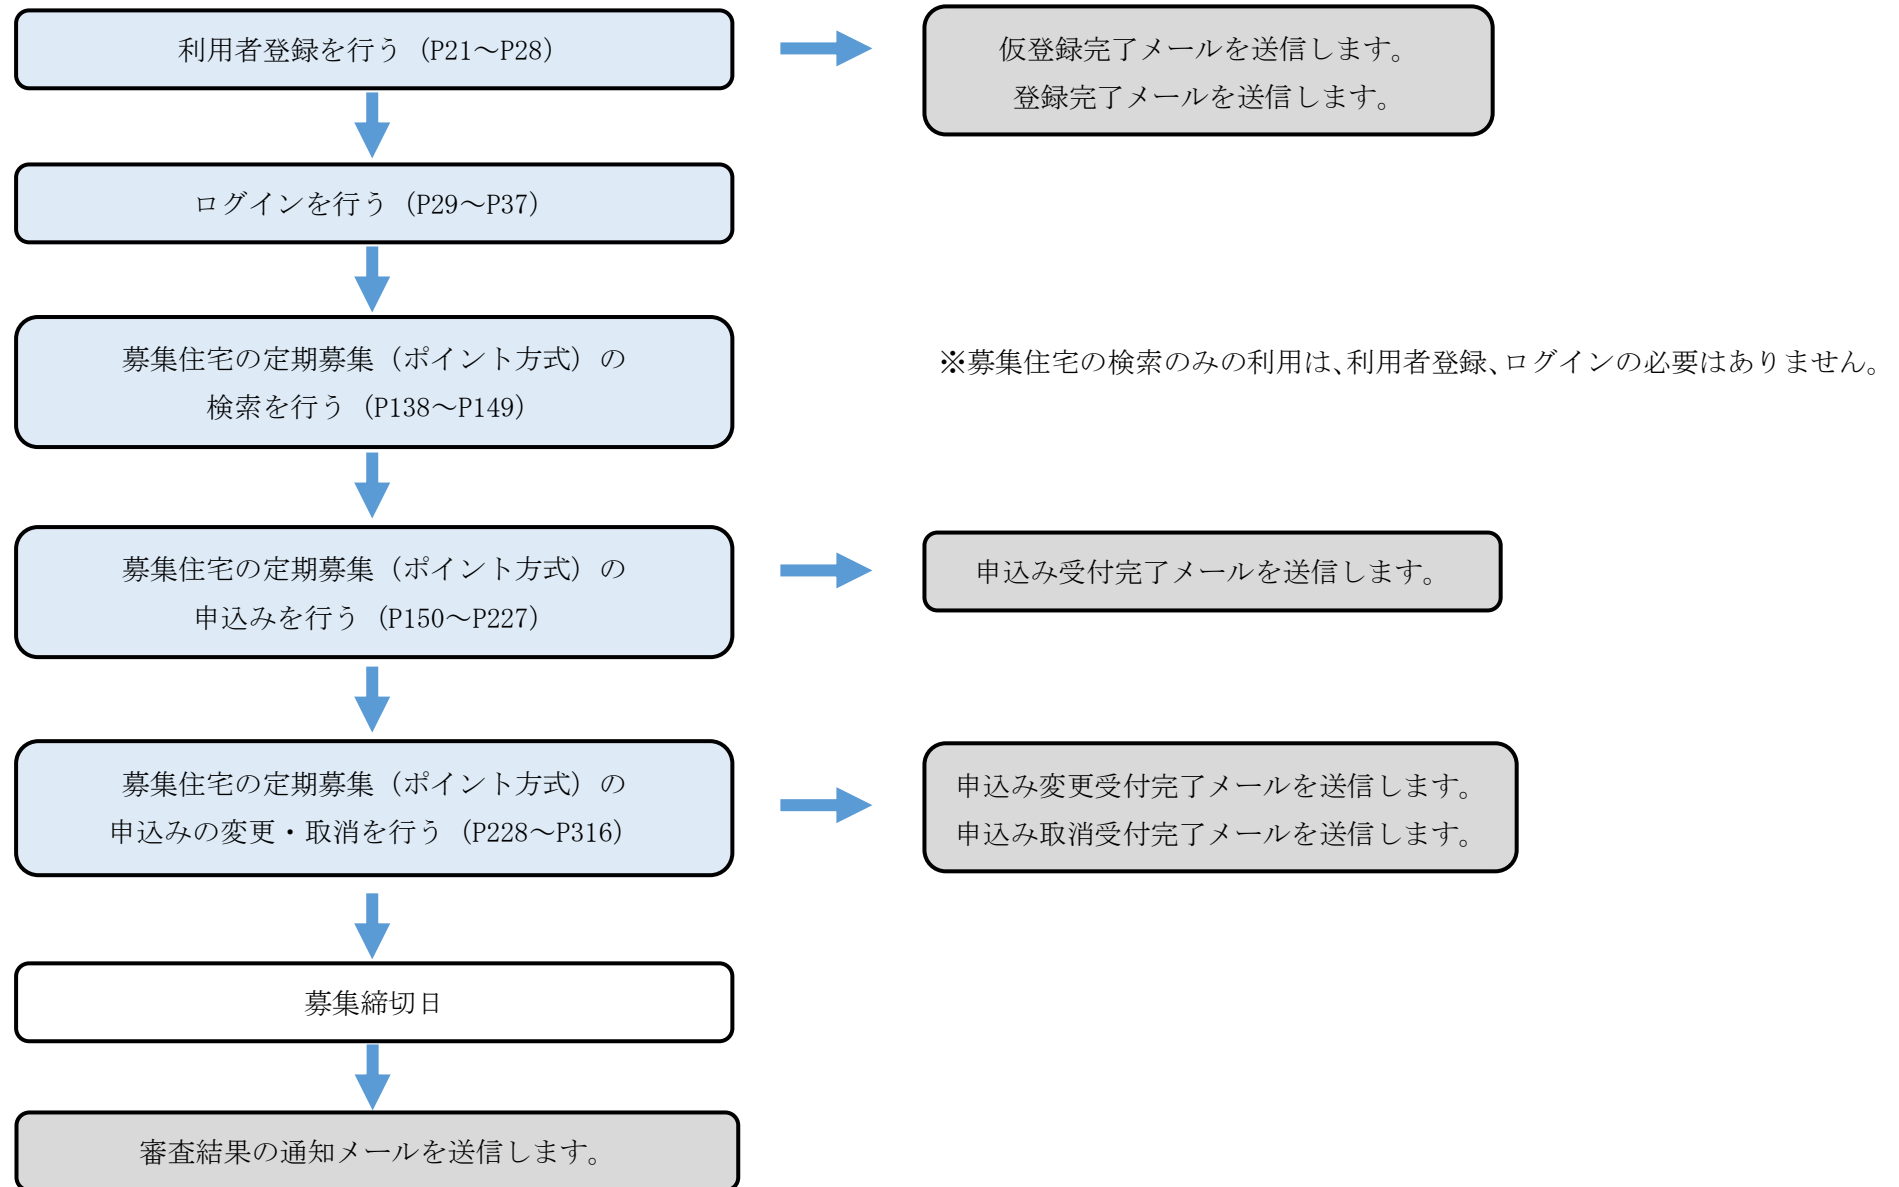 利用者登録を行う（P21～P28）
仮登録完了メールを送信します。
登録完了メールを送信します。
ログインを行う（P29～P37）
募集住宅の定期募集（ポイント方式）の
検索を行う（P138～P149）
※募集住宅の検索のみの利用は、利用者登録、ログインの必要はありません。
募集住宅の定期募集（ポイント方式）の
申込みを行う（P150～P227）
申込み受付完了メールを送信します。
募集住宅の定期募集（ポイント方式）の
申込みの変更・取消を行う（P228～P316）
申込み変更受付完了メールを送信します。
申込み取消受付完了メールを送信します。
募集締切日
審査結果の通知メールを送信します。